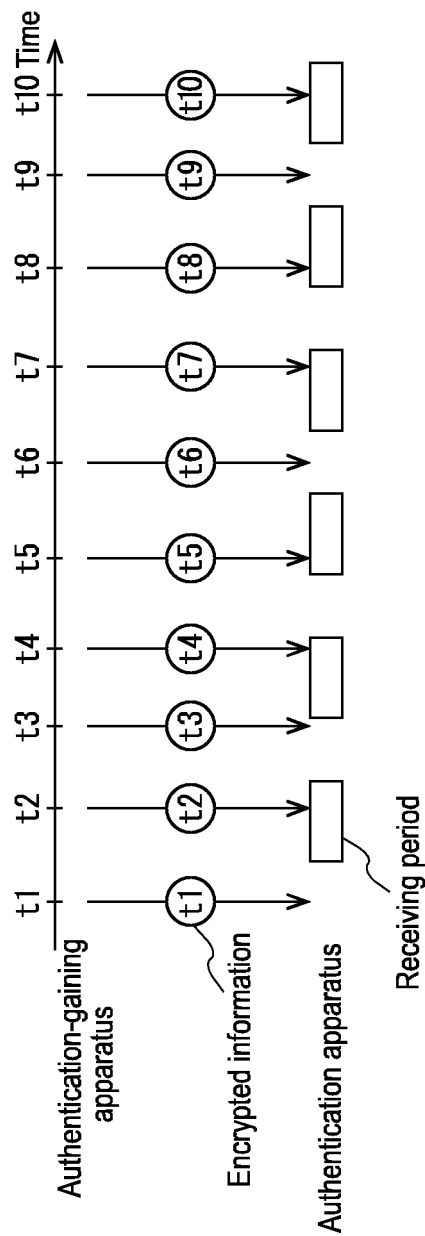 t1
t2
t3
t4
t5
t6
t7
t8
t9
t10
Time
Authentication-gaining
apparatus
t1
t2
t3
t4
t5
t6
t7
t8
t9
t10
Encrypted information
Authentication apparatus
Receiving period